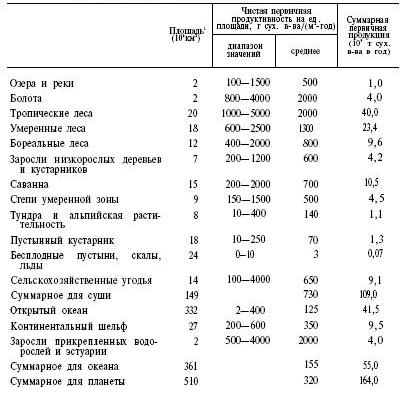 Площадь¹ (10⁶км²)
Чистая первичная продуктивность на ед. площади, г сух. в-ва/(м²·год)
диапазон значений
среднее
Суммарная первичная продукция (10⁹ т сух. в-ва в год)
Озера и реки 2 100—1500 500 1,0
Болота 2 800—4000 2000 4,0
Тропические леса 20 1000—5000 2000 40,0
Умеренные леса 18 600—2500 1300 23,4
Бореальные леса 12 400—2000 800 9,6
Заросли низкорослых деревьев 7 200—1200 600 4,2
и кустарников
Саванна 15 200—2000 700 10,5
Степи умеренной зоны 9 150—1500 500 4,5
Тундра и альпийская расти- 8 10—400 140 1,1
тельность
Пустынный кустарник 18 10—250 70 1,3
Бесплодные пустыни, скалы, 24 0—10 3 0,07
льды
Сельскохозяйственные угодья 14 100—4000 650 9,1
Суммарное для суши 149 730 109,0
Открытый океан 332 2—400 125 41,5
Континентальный шельф 27 200—600 350 9,5
Заросли прикрепленных водо- 2 500—4000 2000 4,0
рослей и эстуарии
Суммарное для океана 361 155 55,0
Суммарное для планеты 510 320 164,0